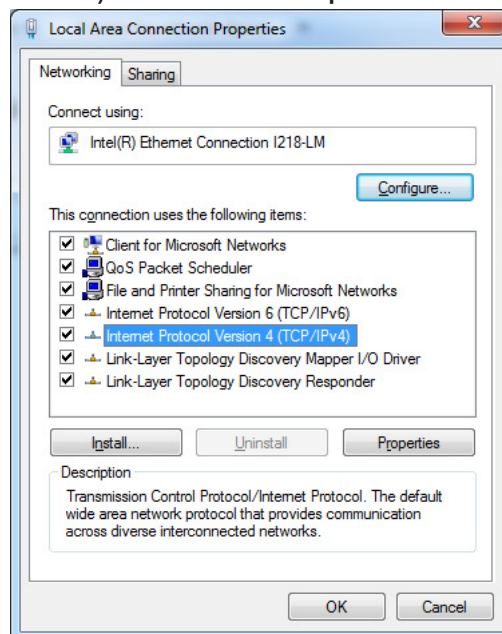 Local Area Connection Properties
Networking Sharing
Connect using:
Intel(R) Ethemet Connection I218-LM
Configure...
This connection uses the following items:
Client for Microsoft Networks
QoS Packet Scheduler
File and Printer Sharing for Microsoft Networks
Internet Protocol Version 6 (TCP/IPv6)
Internet Protocol Version 4 (TCP/IPv4)
Link-Layer Topology Discovery Mapper I/O Driver
Link-Layer Topology Discovery Responder
Install... Uninstall Properties
Description
Transmission Control Protocol/Internet Protocol. The default
wide area network protocol that provides communication
across diverse interconnected networks.
OK Cancel